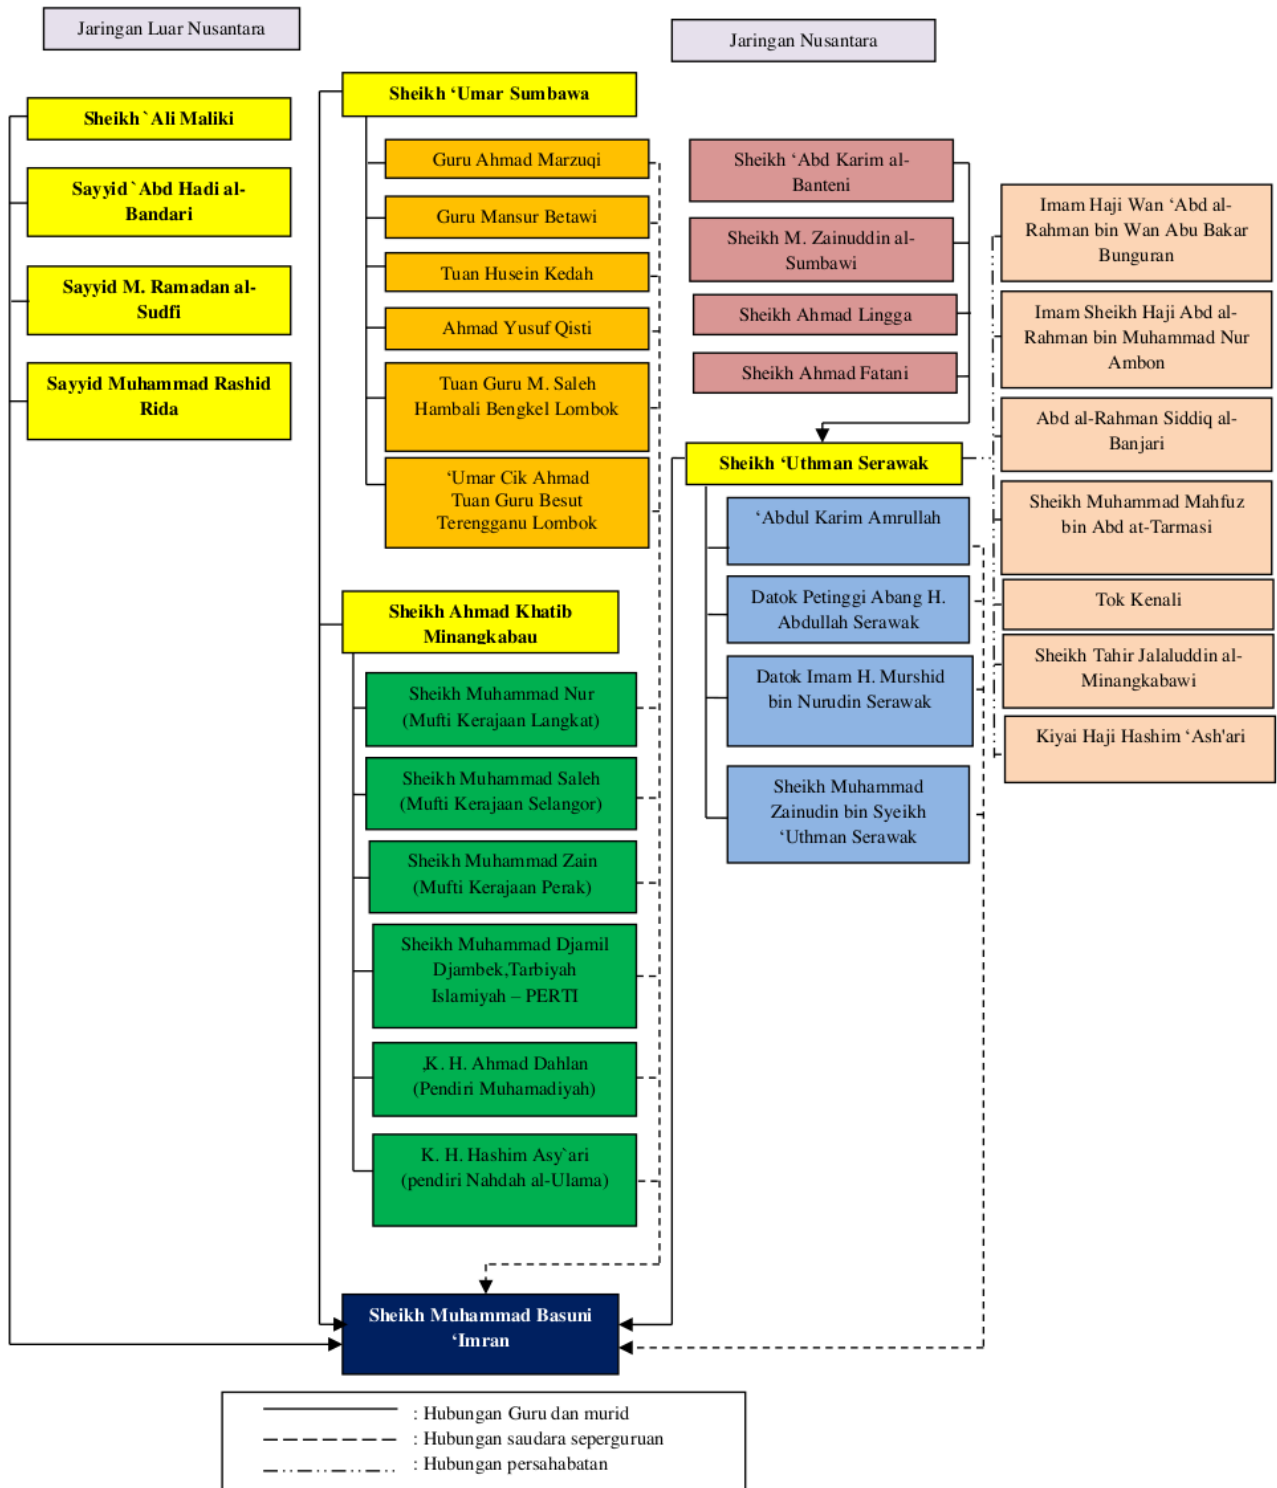 Jaringan Luar Nusantara
Jaringan Nusantara
Sheikh `Ali Maliki
Sayyid `Abd Hadi al-
Bandari
Sayyid M. Ramadan al-
Sudfi
Sayyid Muhammad Rashid
Rida
Sheikh ‘Umar Sumbawa
Guru Ahmad Marzuqi
Guru Mansur Betawi
Tuan Husein Kedah
Ahmad Yusuf Qisti
Tuan Guru M. Saleh
Hambali Bengkel Lombok
‘Umar Cik Ahmad
Tuan Guru Besut
Terengganu Lombok
Sheikh Ahmad Khatib
Minangkabau
Sheikh Muhammad Nur
(Mufti Kerajaan Langkat)
Sheikh Muhammad Saleh
(Mufti Kerajaan Selangor)
Sheikh Muhammad Zain
(Mufti Kerajaan Perak)
Sheikh Muhammad Djamil
Djambek,Tarbiyah
Islamiyah – PERTI
,K. H. Ahmad Dahlan
(Pendiri Muhamadiyah)
K. H. Hashim Asy`ari
(pendiri Nahdah al-Ulama)
Sheikh ‘Abd Karim al-
Banteni
Sheikh M. Zainuddin al-
Sumbawi
Sheikh Ahmad Lingga
Sheikh Ahmad Fatani
Sheikh ‘Uthman Serawak
‘Abdul Karim Amrullah
Datok Petinggi Abang H.
Abdullah Serawak
Datok Imam H. Murshid
bin Nurudin Serawak
Sheikh Muhammad
Zainudin bin Syeikh
‘Uthman Serawak
Imam Haji Wan ‘Abd al-
Rahman bin Wan Abu Bakar
Bunguran
Imam Sheikh Haji Abd al-
Rahman bin Muhammad Nur
Ambon
Abd al-Rahman Siddiq al-
Banjari
Sheikh Muhammad Mahfuz
bin Abd at-Tarmasi
Tok Kenali
Sheikh Tahir Jalaluddin al-
Minangkabawi
Kiyai Haji Hashim ‘Ash'ari
Sheikh Muhammad Basuni
‘Imran
: Hubungan Guru dan murid
: Hubungan saudara seperguruan
: Hubungan persahabatan